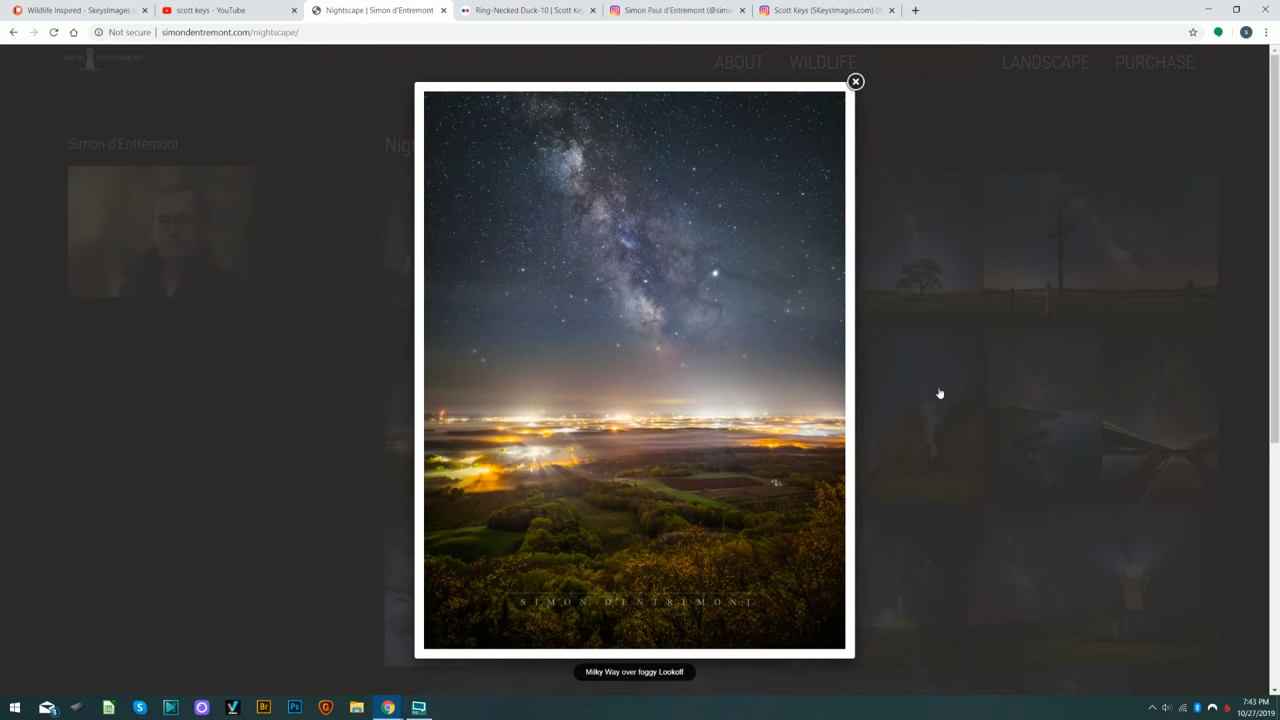 Wildlife Inspired - SkeysImages i
scott keys - YouTube
Nightscape | Simon d'Entremont
Ring-Necked Duck-10 | Scott Ke
Simon Paul d'Entremont (@simo
Scott Keys (SKeysImages.com) (@
Not secure
simondentremont.com/nightscape/
ABOUT
WILDLIFE
LANDSCAPE
PURCHASE
Simon d'Entremont
Nig
SIMON DENTREMONT
Milky Way over foggy Lookoff
7:43 PM
10/27/2019